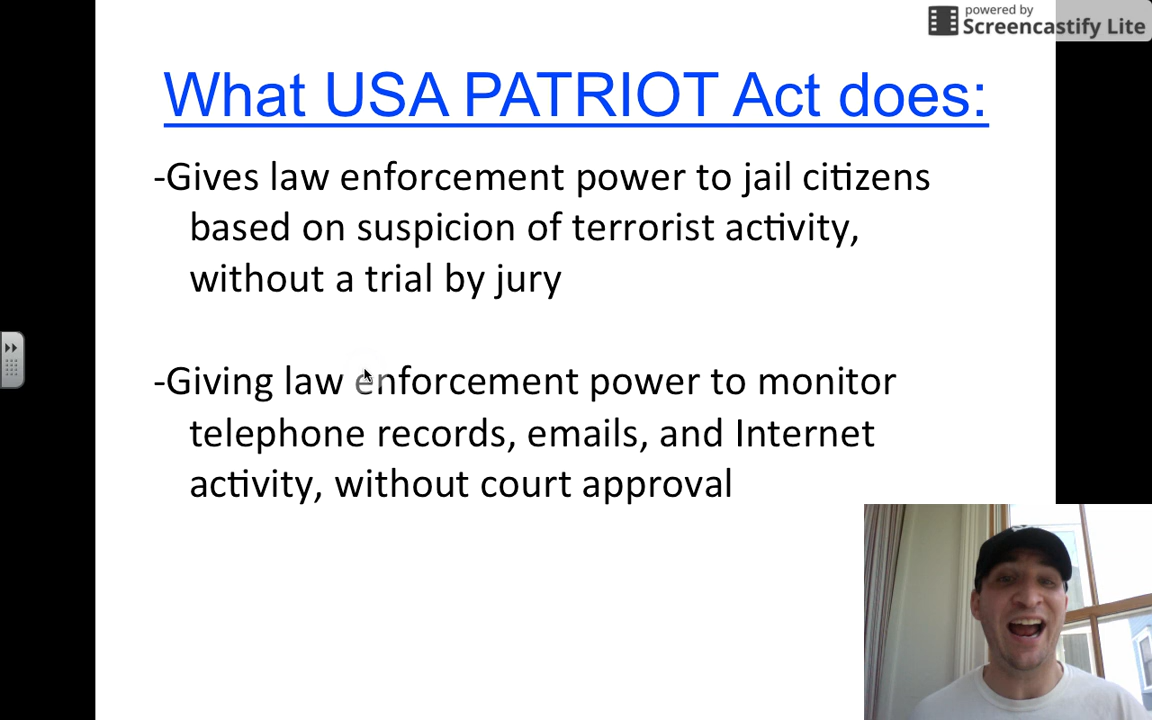 powered by
Screencastify Lite
What USA PATRIOT Act does:
-Gives law enforcement power to jail citizens
based on suspicion of terrorist activity,
without a trial by jury
-Giving law enforcement power to monitor
telephone records, emails, and Internet
activity, without court approval